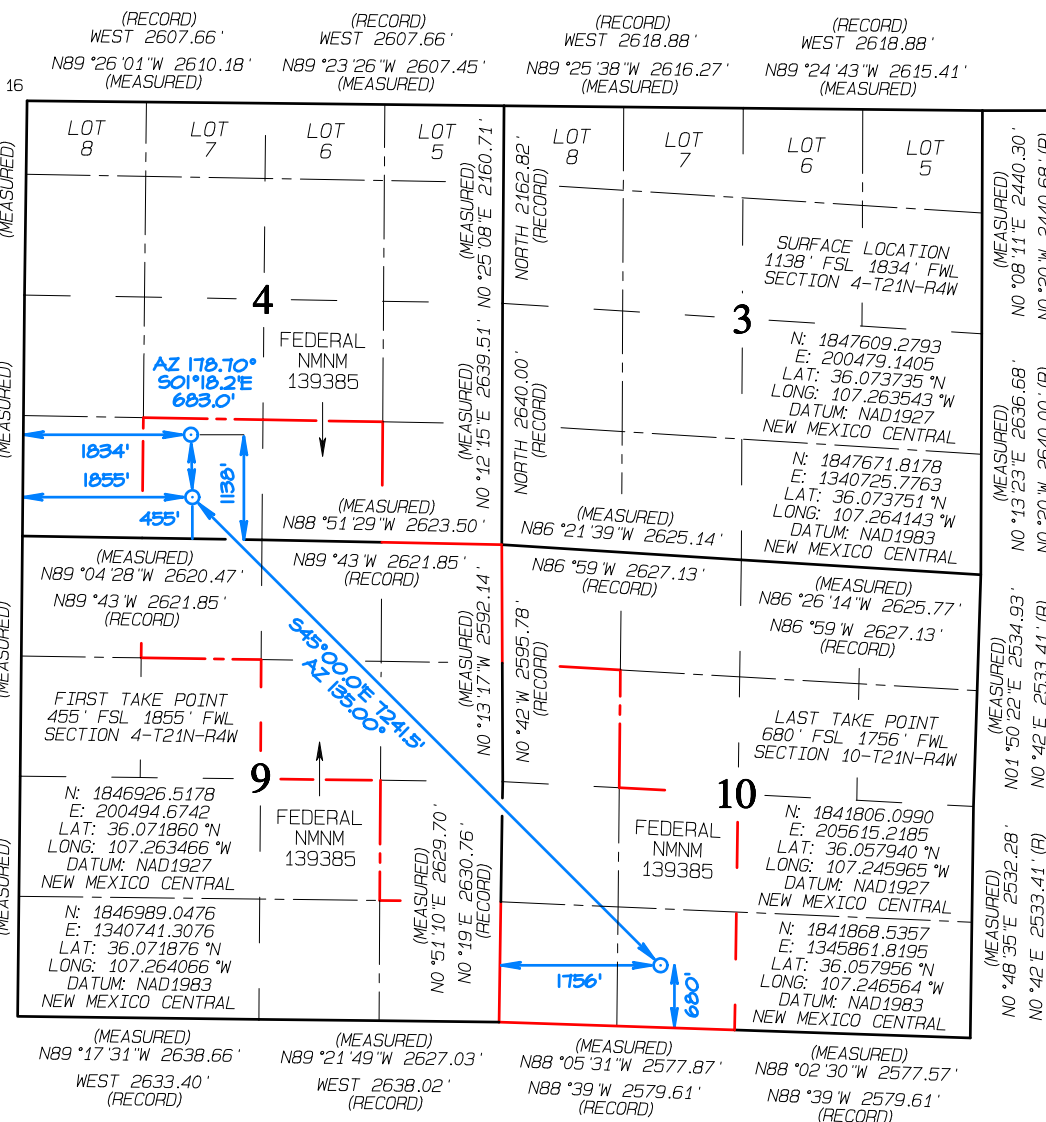 (RECORD)
WEST 2607.66'
N89°26'01"W 2610.18'
(MEASURED)
(RECORD)
WEST 2607.66'
N89°23'26"W 2607.45'
(MEASURED)
(RECORD)
WEST 2618.88'
N89°25'38"W 2616.27'
(MEASURED)
(RECORD)
WEST 2618.88'
N89°24'43"W 2615.41'
(MEASURED)
16
LOT
8
LOT
7
LOT
6
LOT
5
LOT
8
LOT
7
LOT
6
LOT
5
(MEASURED)
(MEASURED)
N0°25'08"E 2160.71'
NORTH 2162.82'
(RECORD)
(MEASURED)
N0°08'11"E 2440.30'
N0°20'W 2440.68' (R)
4
FEDERAL
NMNM
139385
3
SURFACE LOCATION
1138' FSL 1834' FWL
SECTION 4-T21N-R4W
N: 1847609.2793
E: 200479.1405
LAT: 36.073735°N
LONG: 107.263543°W
DATUM: NAD1927
NEW MEXICO CENTRAL
N: 1847671.8178
E: 1340725.7763
LAT: 36.073751°N
LONG: 107.264143°W
DATUM: NAD1983
NEW MEXICO CENTRAL
AZ 178.70°
S01°18.2'E
683.0'
1834'
1855'
1138'
455'
(MEASURED)
(MEASURED)
N0°12'15"E 2639.51'
NORTH 2640.00'
(RECORD)
(MEASURED)
N0°13'23"E 2636.68'
N0°20'W 2640.00' (R)
(MEASURED)
N88°51'29"W 2623.50'
(MEASURED)
N86°21'39"W 2625.14'
(MEASURED)
N89°04'28"W 2620.47'
N89°43'W 2621.85'
(RECORD)
N89°43'W 2621.85'
(RECORD)
N86°59'W 2627.13'
(RECORD)
(MEASURED)
N86°26'14"W 2625.77'
N86°59'W 2627.13'
(RECORD)
(MEASURED)
(MEASURED)
N0°13'17"W 2592.14'
N0°42'W 2595.78'
(RECORD)
(MEASURED)
N01°50'22"E 2534.93'
N0°42'E 2533.41' (R)
S45°00.0'E 7241.5'
AZ 135.00°
FIRST TAKE POINT
455' FSL 1855' FWL
SECTION 4-T21N-R4W
N: 1846926.5178
E: 200494.6742
LAT: 36.071860°N
LONG: 107.263466°W
DATUM: NAD1927
NEW MEXICO CENTRAL
N: 1846989.0476
E: 1340741.3076
LAT: 36.071876°N
LONG: 107.264066°W
DATUM: NAD1983
NEW MEXICO CENTRAL
9
FEDERAL
NMNM
139385
10
FEDERAL
NMNM
139385
LAST TAKE POINT
680' FSL 1756' FWL
SECTION 10-T21N-R4W
N: 1841806.0990
E: 205615.2185
LAT: 36.057940°N
LONG: 107.245965°W
DATUM: NAD1927
NEW MEXICO CENTRAL
N: 1841868.5357
E: 1345861.8195
LAT: 36.057956°N
LONG: 107.246564°W
DATUM: NAD1983
NEW MEXICO CENTRAL
(MEASURED)
(MEASURED)
N0°51'10"E 2629.70'
N0°19'E 2630.76'
(RECORD)
(MEASURED)
N0°48'35"E 2532.28'
N0°42'E 2533.41' (R)
1756'
680'
(MEASURED)
N89°17'31"W 2638.66'
WEST 2633.40'
(RECORD)
(MEASURED)
N89°21'49"W 2627.03'
WEST 2638.02'
(RECORD)
(MEASURED)
N88°05'31"W 2577.87'
N88°39'W 2579.61'
(RECORD)
(MEASURED)
N88°02'30"W 2577.57'
N88°39'W 2579.61'
(RECORD)